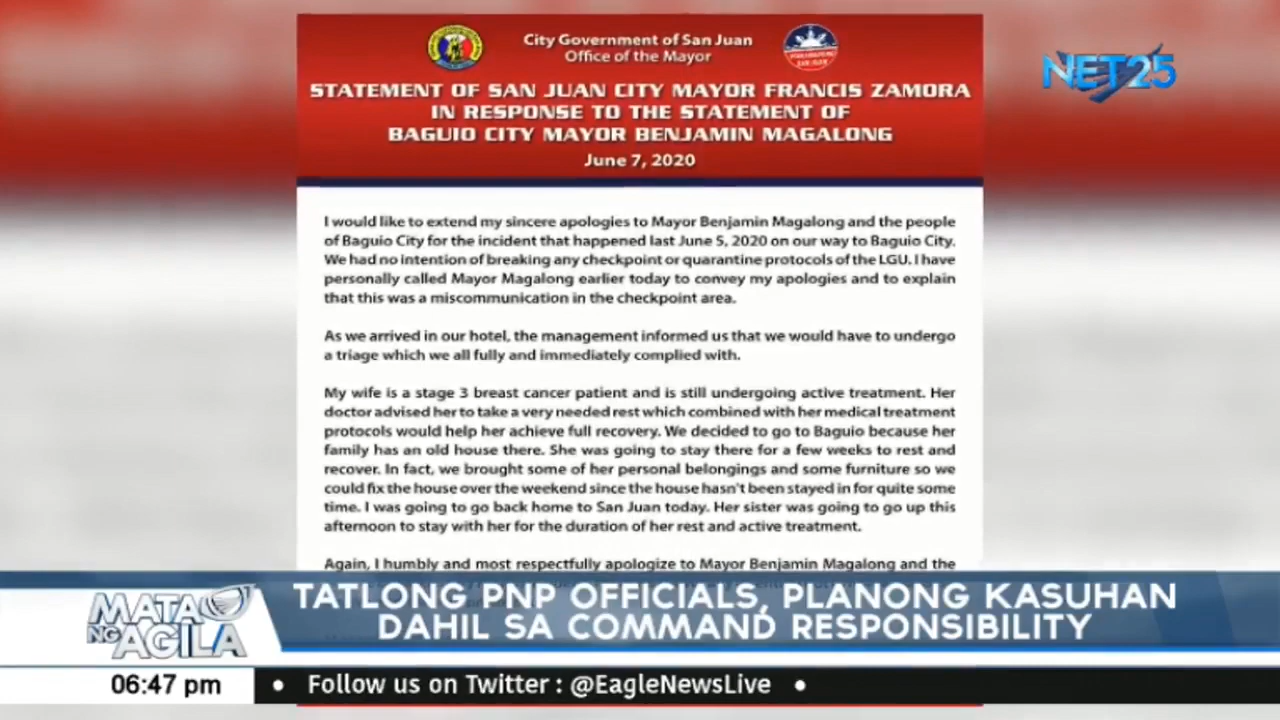 City Government of San Juan
Office of the Mayor
NET25
STATEMENT OF SAN JUAN CITY MAYOR FRANCIS ZAMORA
IN RESPONSE TO THE STATEMENT OF
BAGUIO CITY MAYOR BENJAMIN MAGALONG
June 7, 2020
I would like to extend my sincere apologies to Mayor Benjamin Magalong and the people
of Baguio City for the incident that happened last June 5, 2020 on our way to Baguio City.
We had no intention of breaking any checkpoint or quarantine protocols of the LGU. I have
personally called Mayor Magalong earlier today to convey my apologies and to explain
that this was a miscommunication in the checkpoint area.
As we arrived in our hotel, the management informed us that we would have to undergo
a triage which we all fully and immediately complied with.
My wife is a stage 3 breast cancer patient and is still undergoing active treatment. Her
doctor advised her to take a very needed rest which combined with her medical treatment
protocols would help her achieve full recovery. We decided to go to Baguio because her
family has an old house there. She was going to stay there for a few weeks to rest and
recover. In fact, we brought some of her personal belongings and some furniture so we
could fix the house over the weekend since the house hasn't been stayed in for quite some
time. I was going to go back home to San Juan today. Her sister was going to go up this
afternoon to stay with her for the duration of her rest and active treatment.
Again, I humbly and most respectfully apologize to Mayor Benjamin Magalong and the
MATA NG AGILA
TATLONG PNP OFFICIALS, PLANONG KASUHAN
DAHIL SA COMMAND RESPONSIBILITY
06:47 pm
• Follow us on Twitter : @EagleNewsLive •